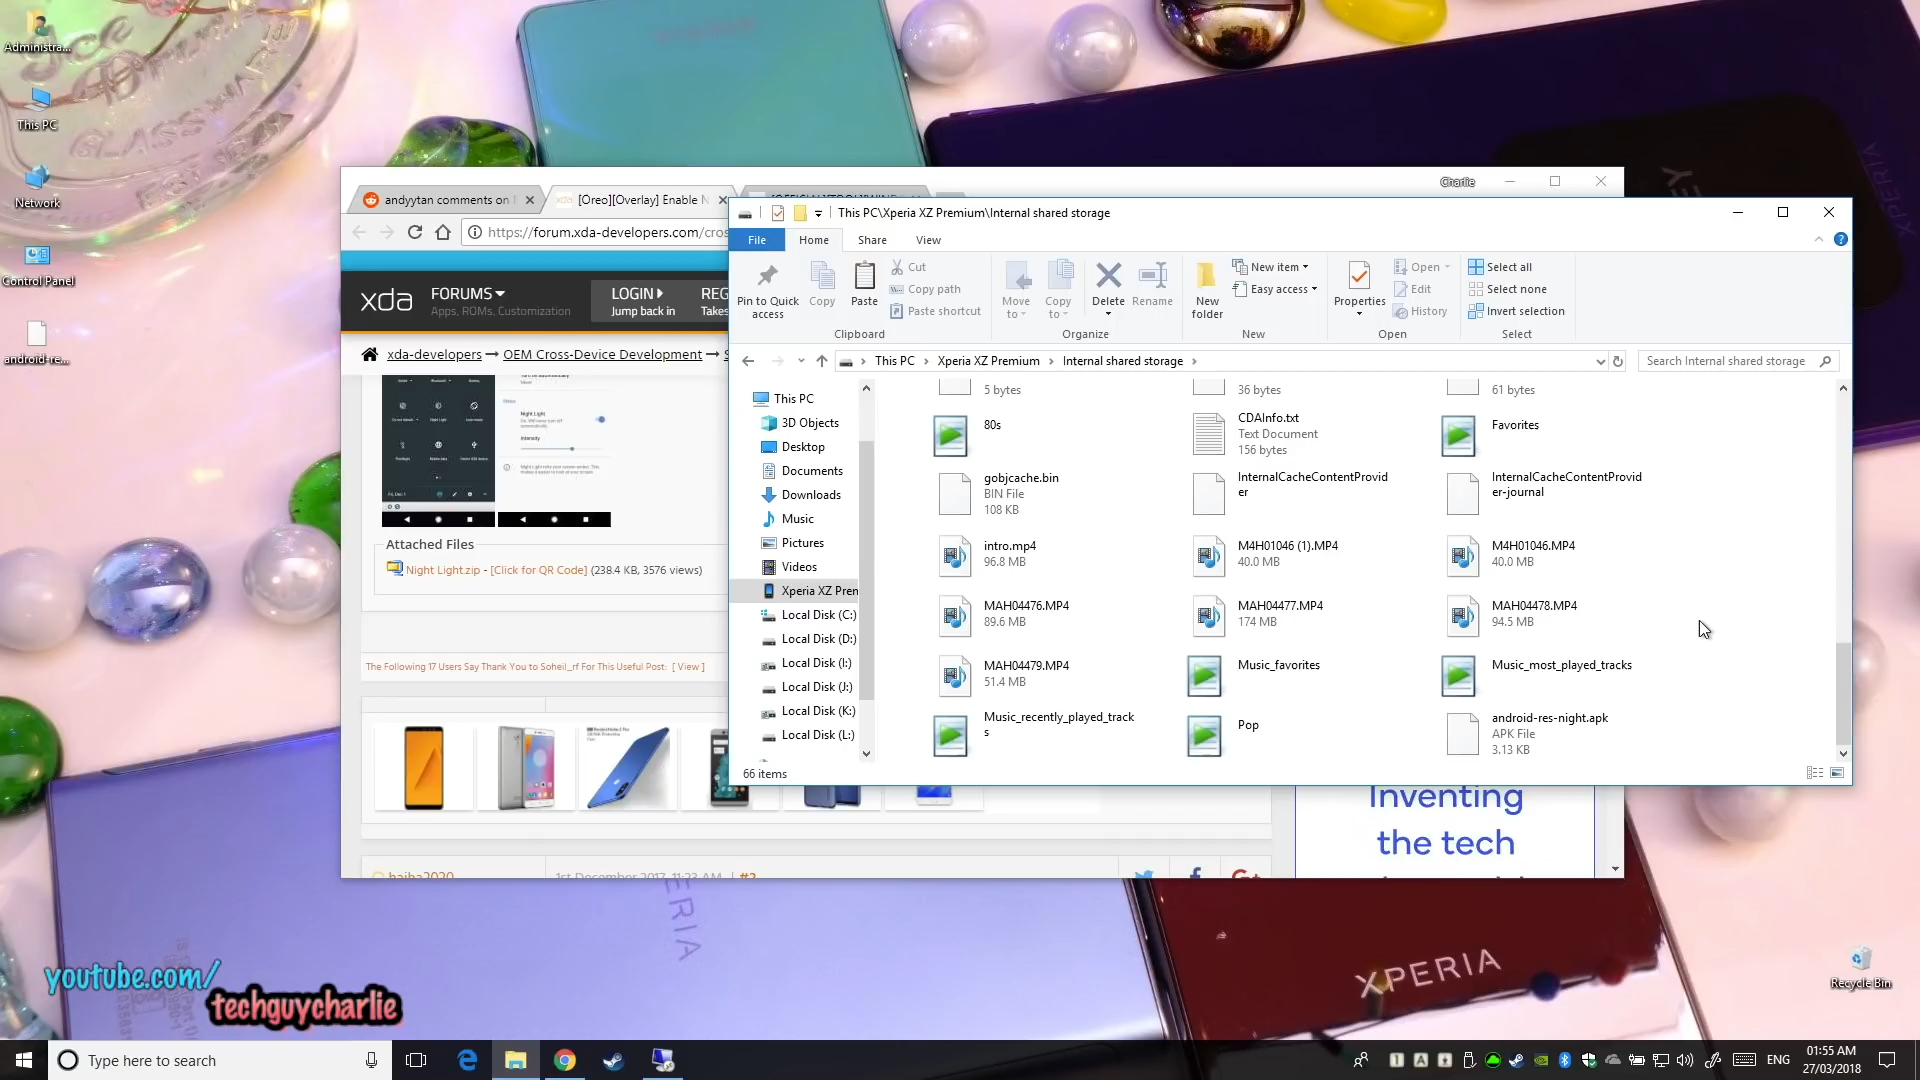 Administra...
This PC
Network
Control Panel
android-re...
Charlie
andyytan comments on
[Oreo][Overlay] Enable N
https://forum.xda-developers.com/cros
xda
FORUMS
Apps, ROMs, Customization
LOGIN
Jump back in
REG
Takes
xda-developers → OEM Cross-Device Development →
Night Light
Intensity
Attached Files
Night Light.zip - [Click for QR Code] (238.4 KB, 3576 views)
The Following 17 Users Say Thank You to Soheil_rf For This Useful Post: [ View ]
Inventing
the tech
1st December 2017, 11:23 AM | #2
This PC\Xperia XZ Premium\Internal shared storage
File
Home
Share
View
Pin to Quick
access
Copy
Paste
Cut
Copy path
Paste shortcut
Clipboard
Move
to
Copy
to
Delete
Rename
Organize
New
folder
New item
Easy access
New
Properties
Open
Edit
History
Open
Select all
Select none
Invert selection
Select
This PC
Xperia XZ Premium
Internal shared storage
Search Internal shared storage
This PC
3D Objects
Desktop
Documents
Downloads
Music
Pictures
Videos
Xperia XZ Pren
Local Disk (C:)
Local Disk (D:)
Local Disk (I:)
Local Disk (J:)
Local Disk (K:)
Local Disk (L:)
5 bytes
36 bytes
61 bytes
80s
CDAInfo.txt
Text Document
156 bytes
Favorites
gobjcache.bin
BIN File
108 KB
InternalCacheContentProvid
er
InternalCacheContentProvid
er-journal
intro.mp4
96.8 MB
M4H01046 (1).MP4
40.0 MB
M4H01046.MP4
40.0 MB
MAH04476.MP4
89.6 MB
MAH04477.MP4
174 MB
MAH04478.MP4
94.5 MB
MAH04479.MP4
51.4 MB
Music_favorites
Music_most_played_tracks
Music_recently_played_track
s
Pop
android-res-night.apk
APK File
3.13 KB
66 items
XPERIA
youtube.com/
techguycharlie
Recycle Bin
Type here to search
ENG
01:55 AM
27/03/2018